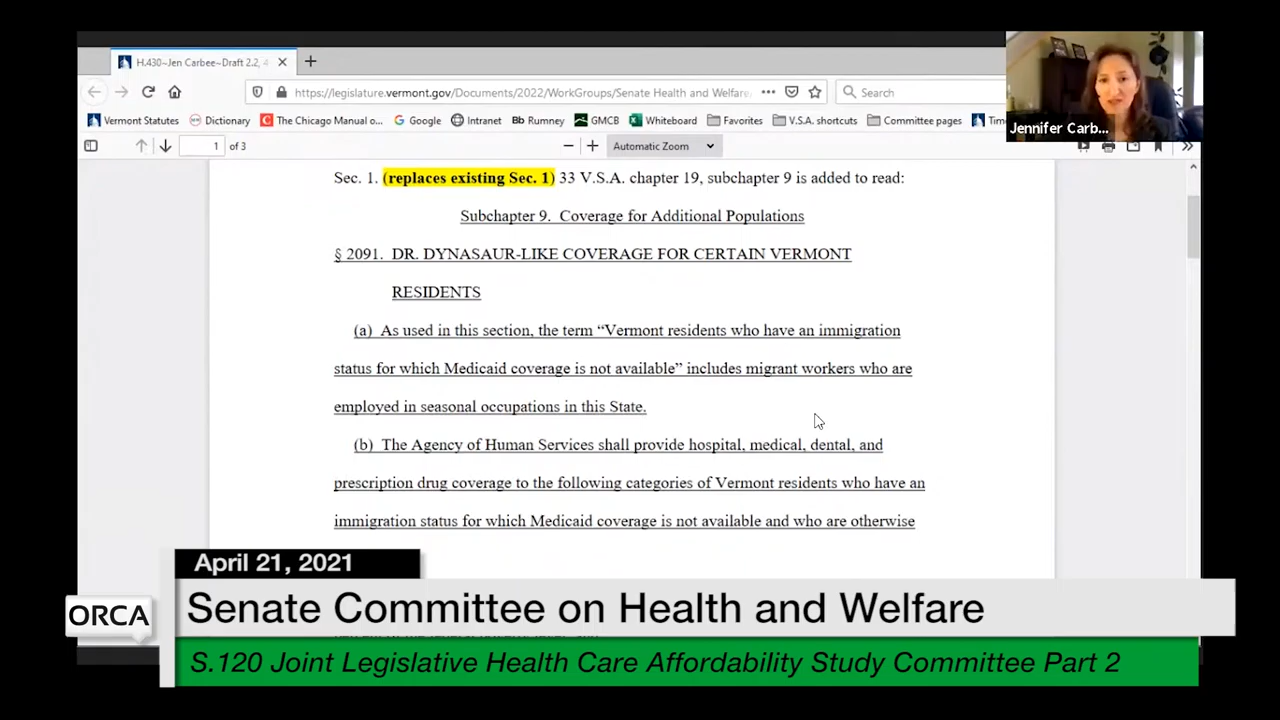 H.430~Jen Carbee~Draft 2.2, 4
https://legislature.vermont.gov/Documents/2022/WorkGroups/Senate Health and Welfare
Search
Vermont Statutes
Dictionary
The Chicago Manual o...
Google
Intranet
Bb Rumney
GMCB
Whiteboard
Favorites
V.S.A. shortcuts
Committee pages
Jennifer Carb...
1 of 3
Automatic Zoom
Sec. 1. (replaces existing Sec. 1) 33 V.S.A. chapter 19, subchapter 9 is added to read:
Subchapter 9. Coverage for Additional Populations
§ 2091. DR. DYNASAUR-LIKE COVERAGE FOR CERTAIN VERMONT
RESIDENTS
(a) As used in this section, the term “Vermont residents who have an immigration
status for which Medicaid coverage is not available” includes migrant workers who are
employed in seasonal occupations in this State.
(b) The Agency of Human Services shall provide hospital, medical, dental, and
prescription drug coverage to the following categories of Vermont residents who have an
immigration status for which Medicaid coverage is not available and who are otherwise
April 21, 2021
ORCA
Senate Committee on Health and Welfare
S.120 Joint Legislative Health Care Affordability Study Committee Part 2